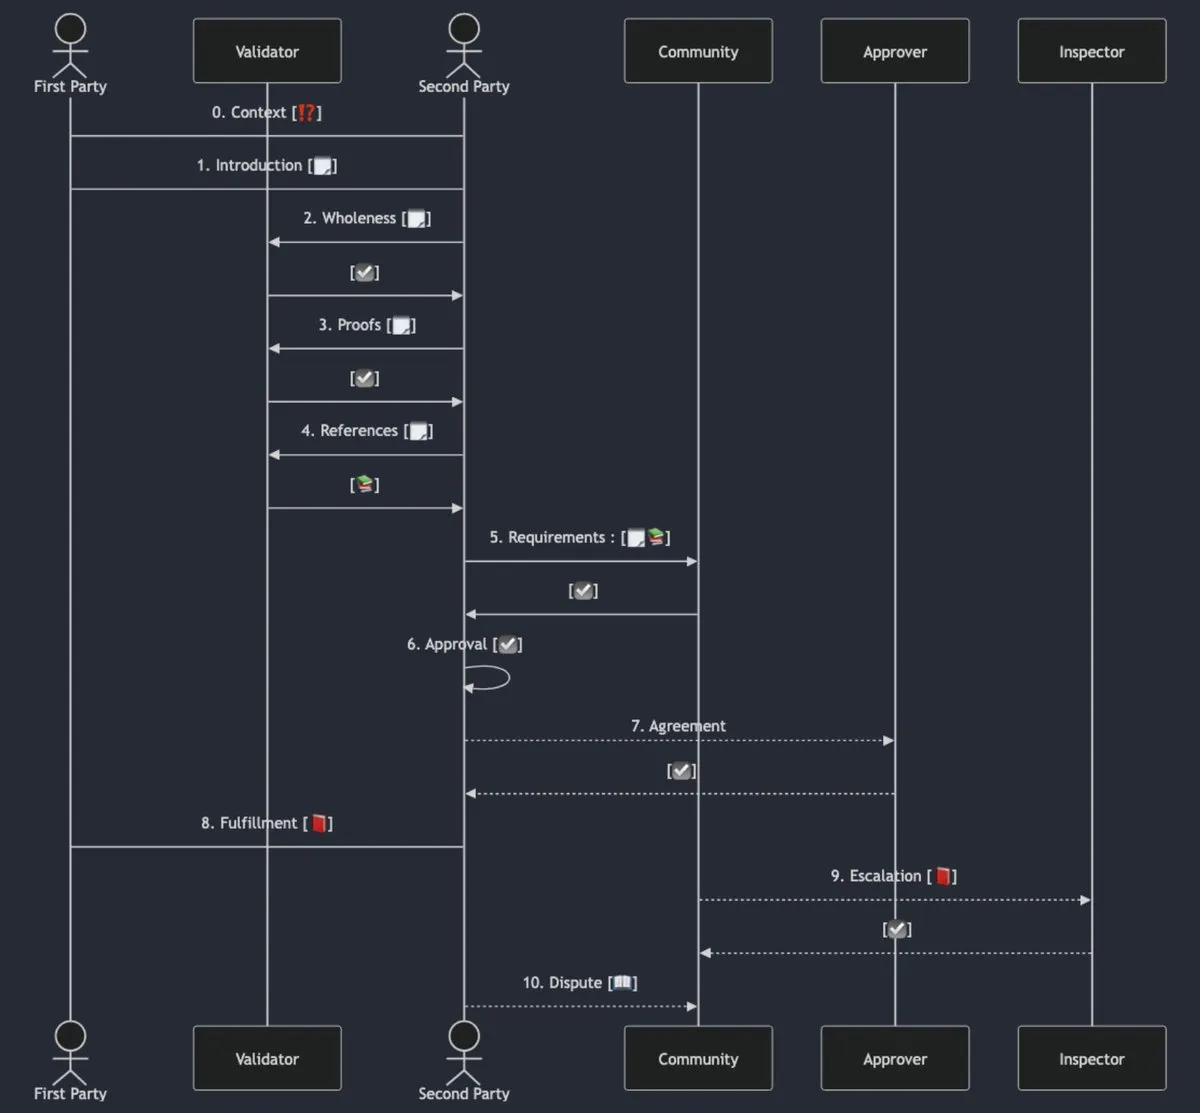 First Party
Validator
Second Party
Community
Approver
Inspector
0. Context [⁉️]
1. Introduction [🗒️]
2. Wholeness [🗒️]
[☑️]
3. Proofs [🗒️]
[☑️]
4. References [🗒️]
[📚]
5. Requirements : [🗒️📚]
[☑️]
6. Approval [☑️]
7. Agreement
[☑️]
8. Fulfillment [📕]
9. Escalation [📕]
[☑️]
10. Dispute [📖]
First Party
Validator
Second Party
Community
Approver
Inspector